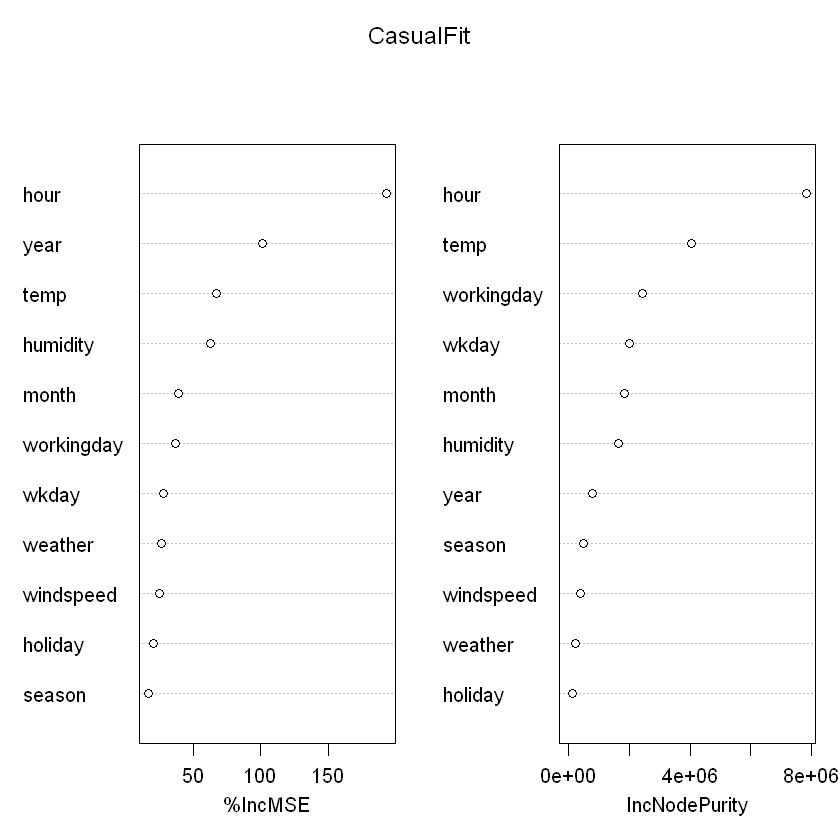 CasualFit
hour
year
temp
humidity
month
workingday
wkday
weather
windspeed
holiday
season
50 100 150
%IncMSE
hour
temp
workingday
wkday
month
humidity
year
season
windspeed
weather
holiday
0e+00 4e+06 8e+06
IncNodePurity